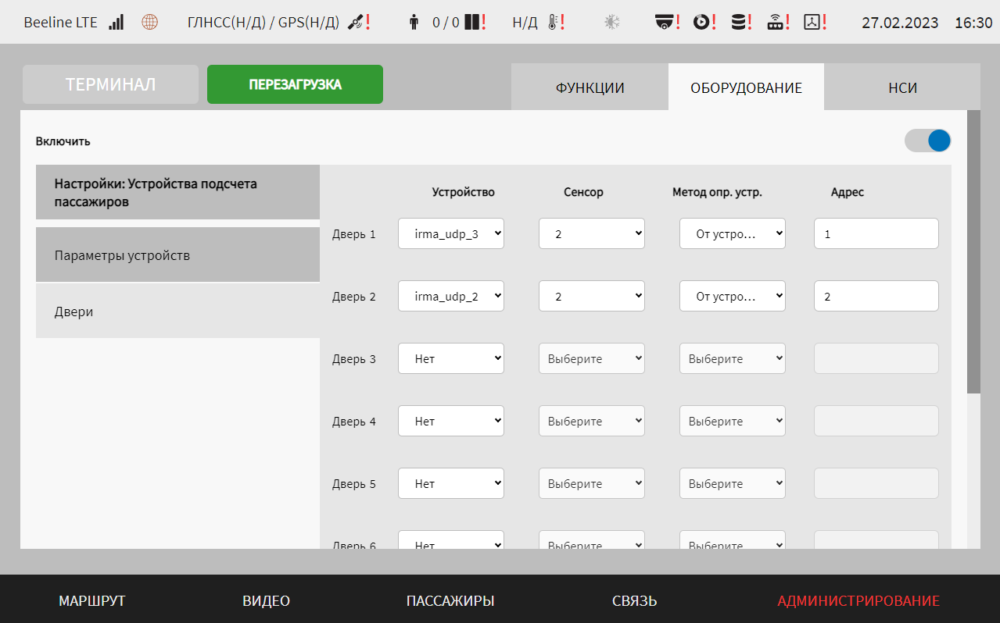 Beeline LTE ГЛНСС(Н/Д) / GPS(Н/Д) ! 0 / 0 ! Н/Д ! ! ! ! ! ! 27.02.2023 16:30
ТЕРМИНАЛ ПЕРЕЗАГРУЗКА ФУНКЦИИ ОБОРУДОВАНИЕ НСИ
Включить
Настройки: Устройства подсчета
пассажиров
Параметры устройств
Двери
Устройство Сенсор Метод опр. устр. Адрес
Дверь 1 irma_udp_3 2 От устро... 1
Дверь 2 irma_udp_2 2 От устро... 2
Дверь 3 Нет Выберите Выберите
Дверь 4 Нет Выберите Выберите
Дверь 5 Нет Выберите Выберите
Дверь 6 Нет Выберите Выберите
МАРШРУТ ВИДЕО ПАССАЖИРЫ СВЯЗЬ АДМИНИСТРИРОВАНИЕ